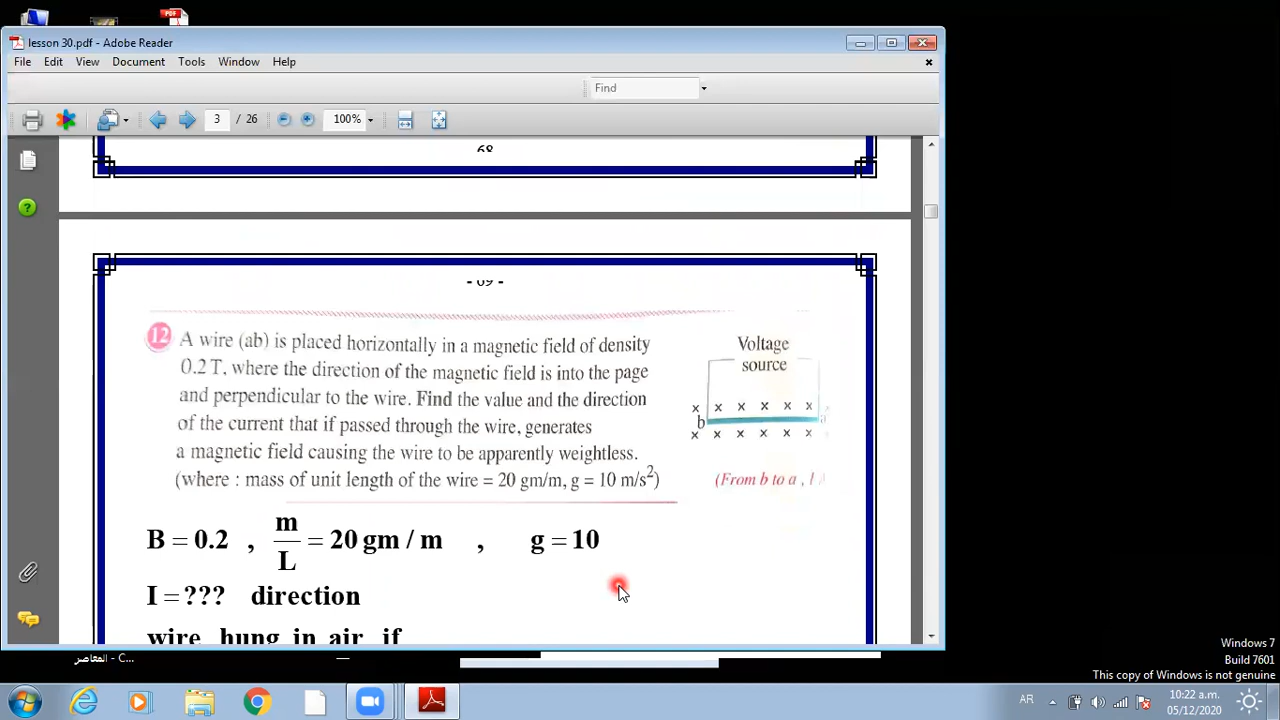 lesson 30.pdf - Adobe Reader
File Edit View Document Tools Window Help
Find
3 / 26 100%
68
- 69 -
12 A wire (ab) is placed horizontally in a magnetic field of density
0.2 T, where the direction of the magnetic field is into the page
and perpendicular to the wire. Find the value and the direction
of the current that if passed through the wire, generates
a magnetic field causing the wire to be apparently weightless.
(where : mass of unit length of the wire = 20 gm/m, g = 10 m/s²)
Voltage
source
x x x x x x
b a
x x x x x x
(From b to a , 1
B = 0.2 , m/L = 20 gm / m , g = 10
I = ??? direction
wire hung in air if
المعاصر - C...
Windows 7
Build 7601
This copy of Windows is not genuine
AR
10:22 a.m.
05/12/2020